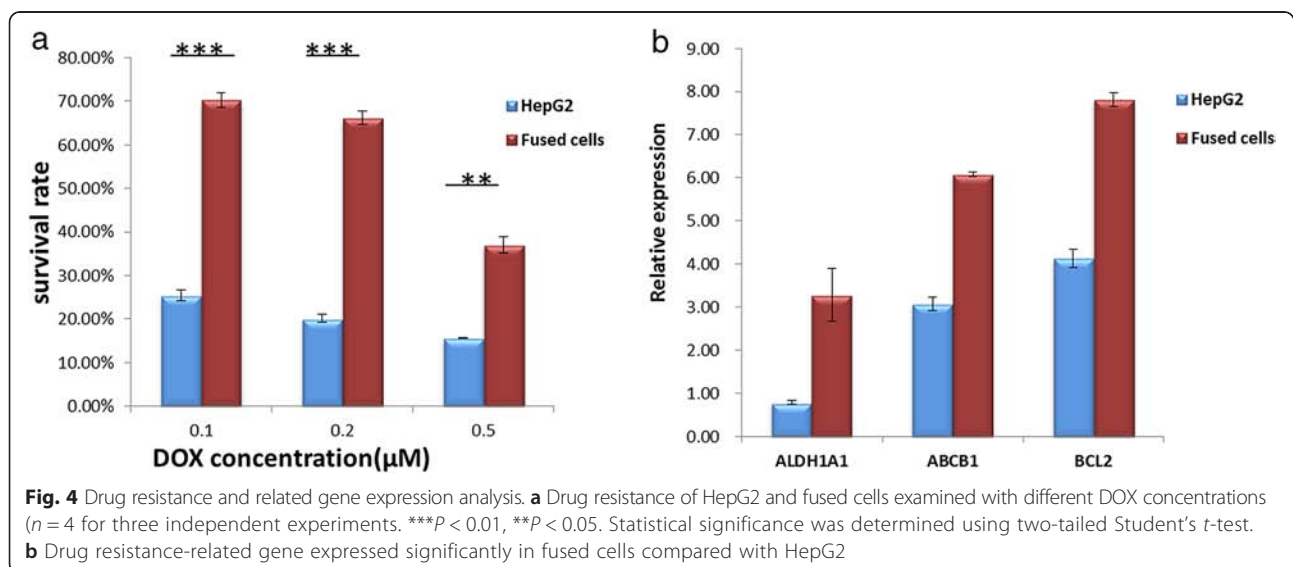 a
*** *** **
80.00%
70.00%
60.00%
50.00%
40.00%
30.00%
20.00%
10.00%
0.00%
survival rate
HepG2
Fused cells
0.1 0.2 0.5
DOX concentration(μM)
b
9.00
8.00
7.00
6.00
5.00
4.00
3.00
2.00
1.00
0.00
Relative expression
HepG2
Fused cells
ALDH1A1 ABCB1 BCL2
Fig. 4 Drug resistance and related gene expression analysis. a Drug resistance of HepG2 and fused cells examined with different DOX concentrations
(n = 4 for three independent experiments. ***P < 0.01, **P < 0.05. Statistical significance was determined using two-tailed Student's t-test.
b Drug resistance-related gene expressed significantly in fused cells compared with HepG2